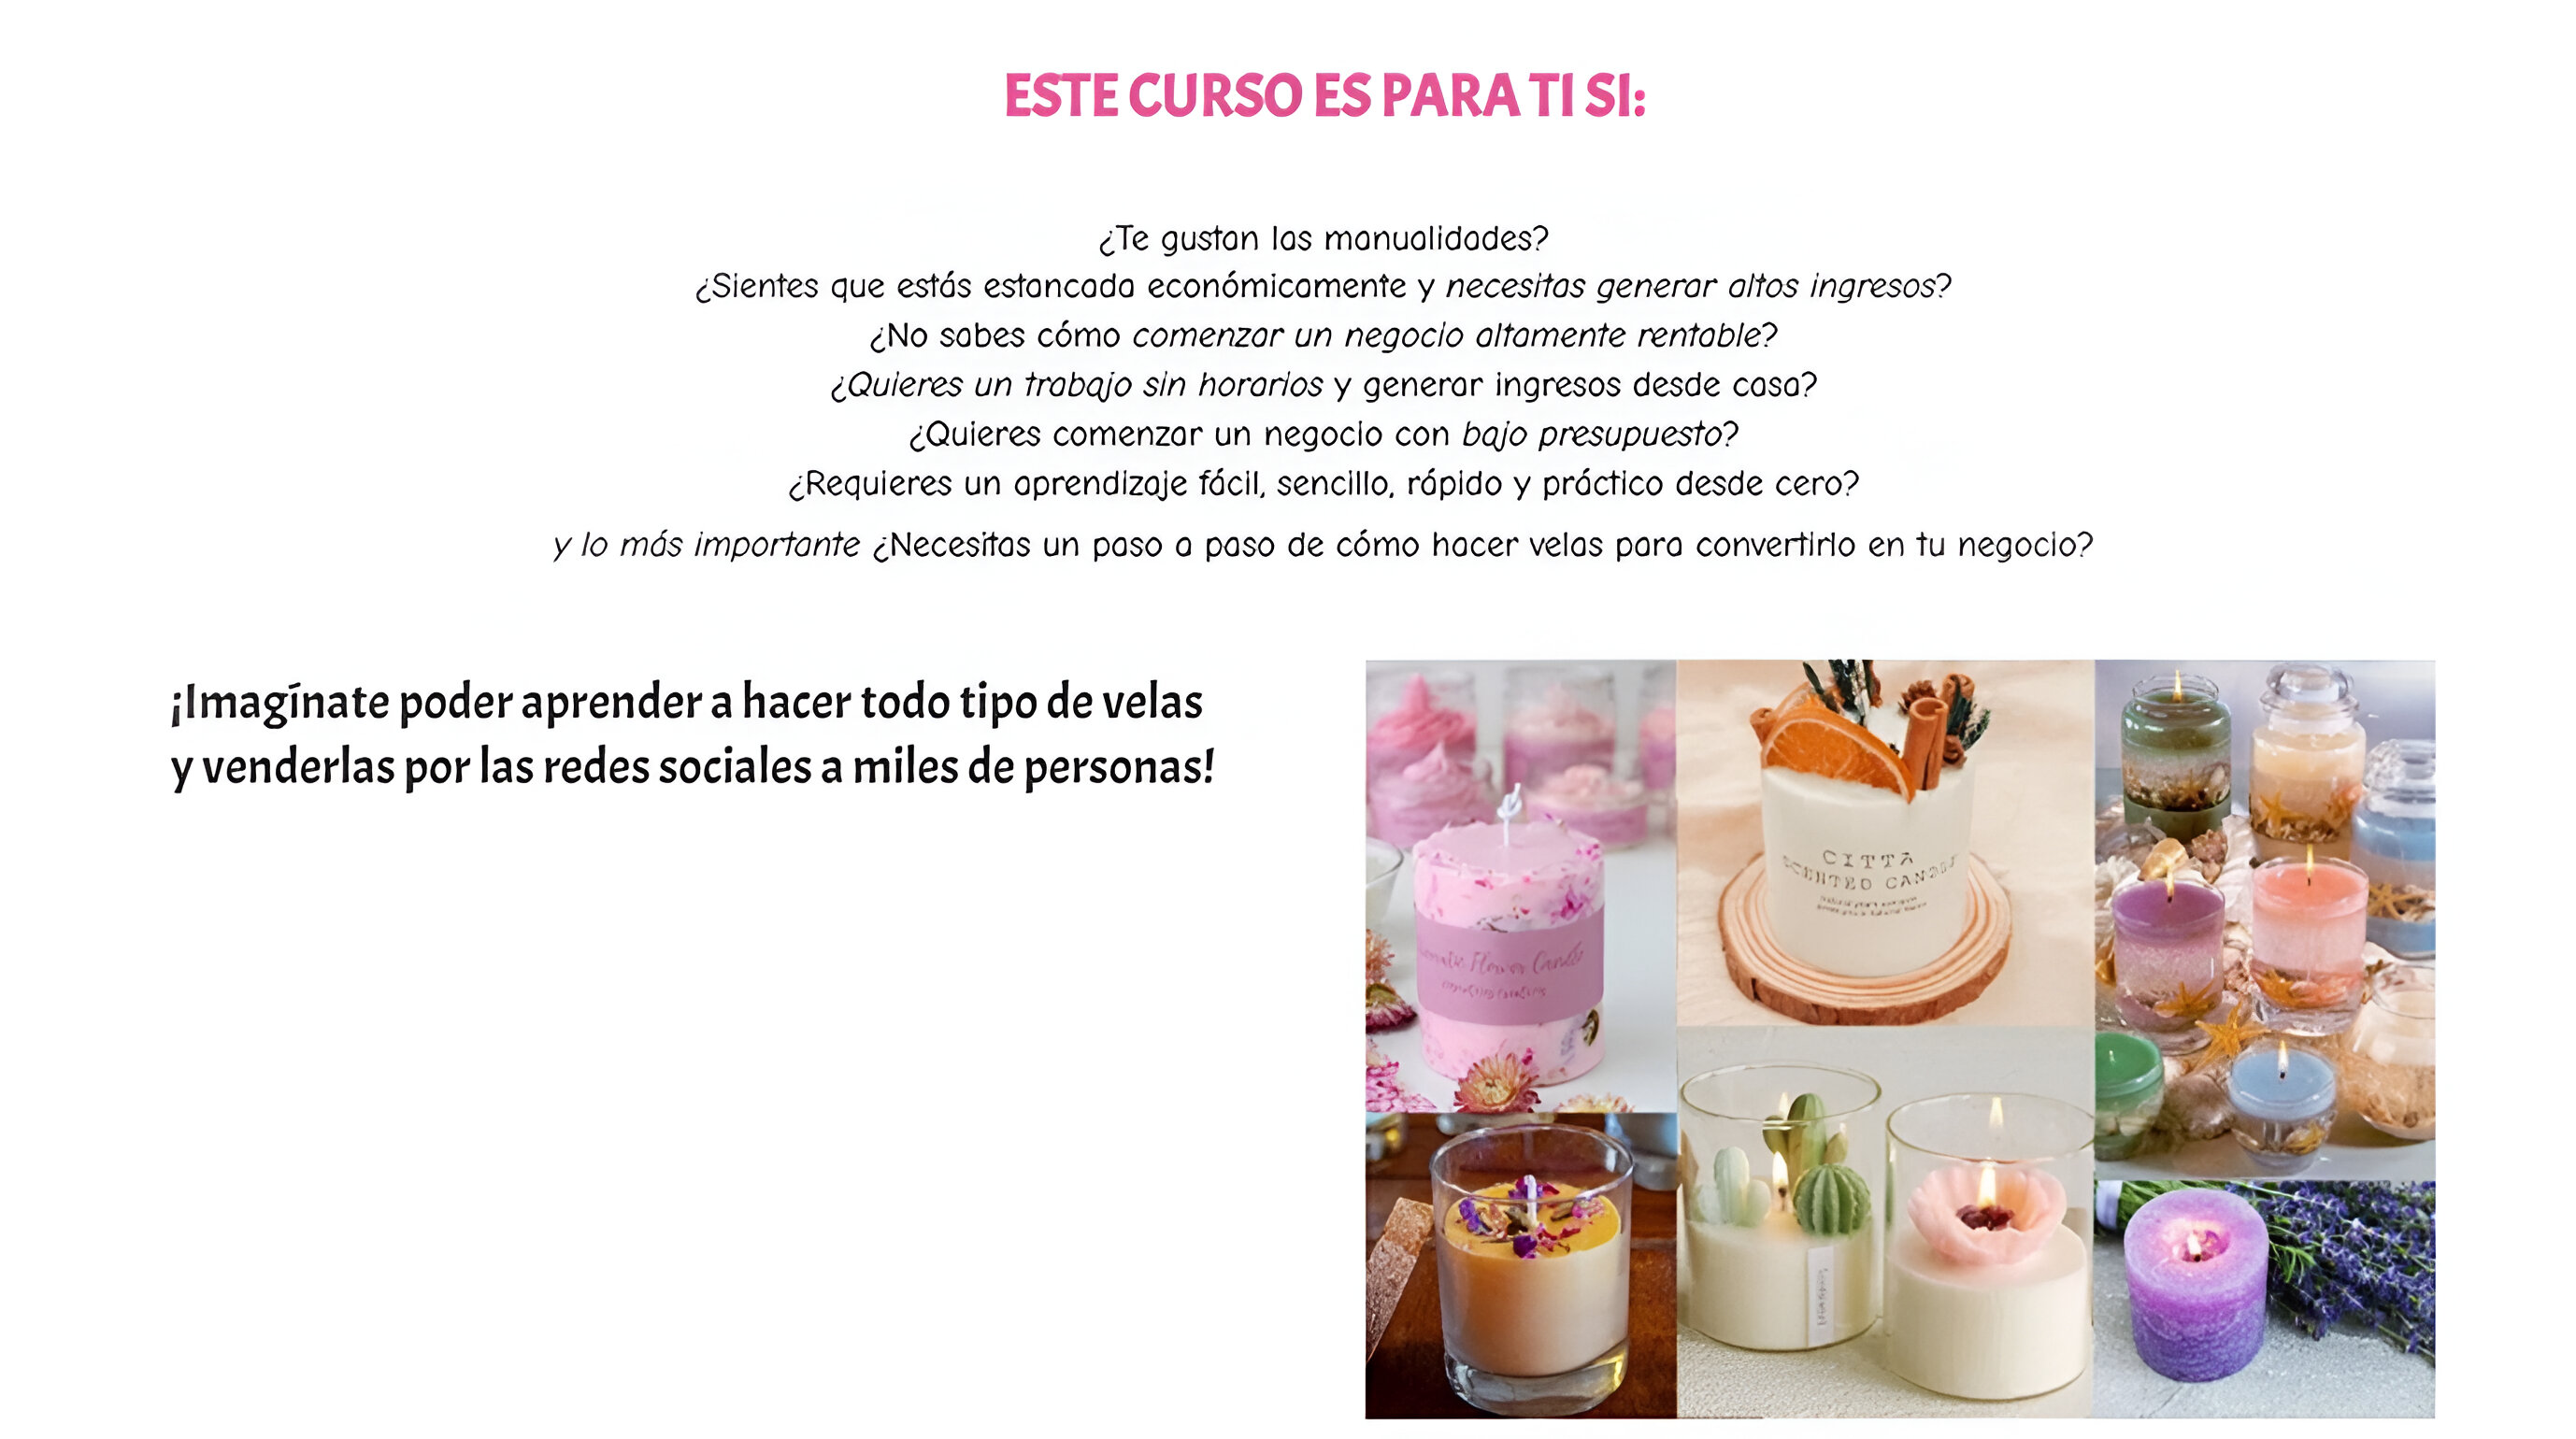 ESTE CURSO ES PARA TI SI:
¿Te gustan las manualidades?
¿Sientes que estás estancada económicamente y necesitas generar altos ingresos?
¿No sabes cómo comenzar un negocio altamente rentable?
¿Quieres un trabajo sin horarios y generar ingresos desde casa?
¿Quieres comenzar un negocio con bajo presupuesto?
¿Requieres un aprendizaje fácil, sencillo, rápido y práctico desde cero?
y lo más importante ¿Necesitas un paso a paso de cómo hacer velas para convertirlo en tu negocio?
¡Imagínate poder aprender a hacer todo tipo de velas
y venderlas por las redes sociales a miles de personas!
CITTA
SCENTED CANDLE
Flower Candle